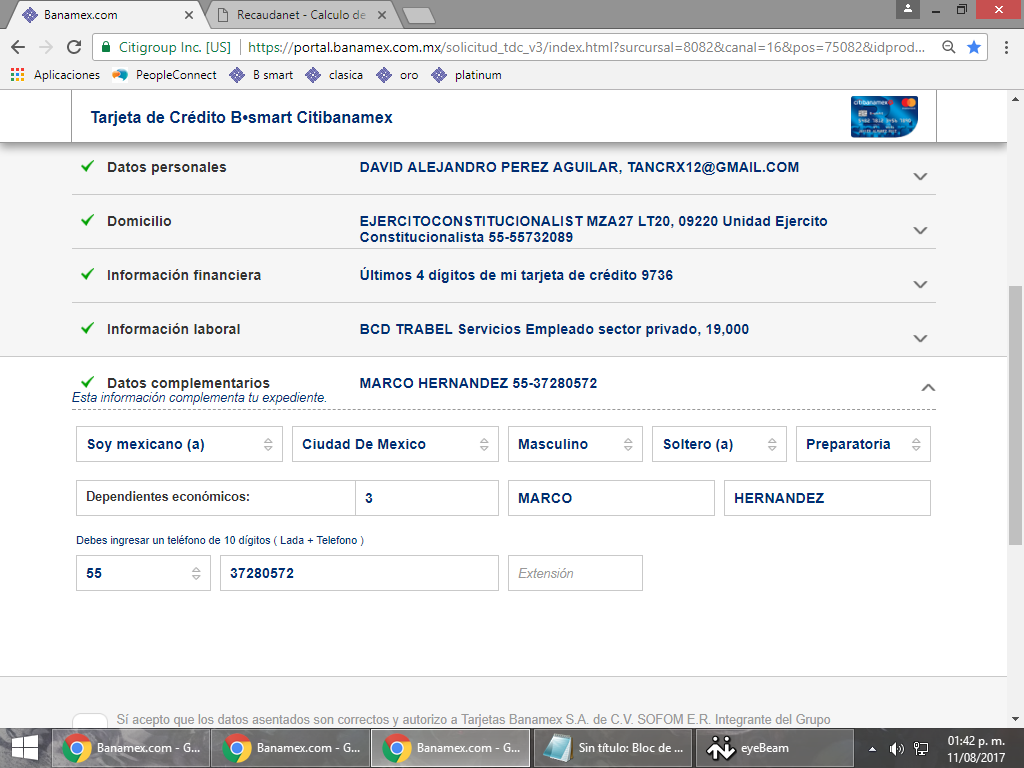 Banamex.com
Recaudanet - Calculo de
Citigroup Inc. [US]
https://portal.banamex.com.mx/solicitud_tdc_v3/index.html?sursursal=8082&canal=16&pos=75082&idprod...
Aplicaciones
PeopleConnect
B smart
clasica
oro
platinum
Tarjeta de Crédito B•smart Citibanamex
citibanamex
Datos personales
DAVID ALEJANDRO PEREZ AGUILAR, TANCRX12@GMAIL.COM
Domicilio
EJERCITOCONSTITUCIONALIST MZA27 LT20, 09220 Unidad Ejercito
Constitucionalista 55-55732089
Información financiera
Últimos 4 dígitos de mi tarjeta de crédito 9736
Información laboral
BCD TRABEL Servicios Empleado sector privado, 19,000
Datos complementarios
MARCO HERNANDEZ 55-37280572
Esta información complementa tu expediente.
Soy mexicano (a)
Ciudad De Mexico
Masculino
Soltero (a)
Preparatoria
Dependientes económicos:
3
MARCO
HERNANDEZ
Debes ingresar un teléfono de 10 dígitos ( Lada + Telefono )
55
37280572
Extensión
Sí acepto que los datos asentados son correctos y autorizo a Tarjetas Banamex S.A. de C.V. SOFOM E.R. Integrante del Grupo
Banamex.com - G...
Banamex.com - G...
Banamex.com - G...
Sin título: Bloc de ...
eyeBeam
01:42 p. m.
11/08/2017